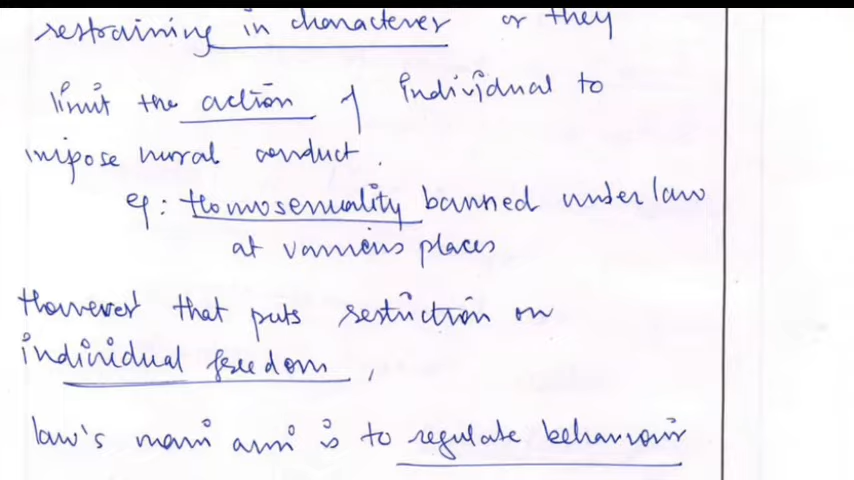 restraining in character or they
limit the action of individual to
impose moral conduct.
eg: Homosexuality banned under law
at various places
However that puts restriction on
individual freedom,
law's main aim is to regulate behaviour